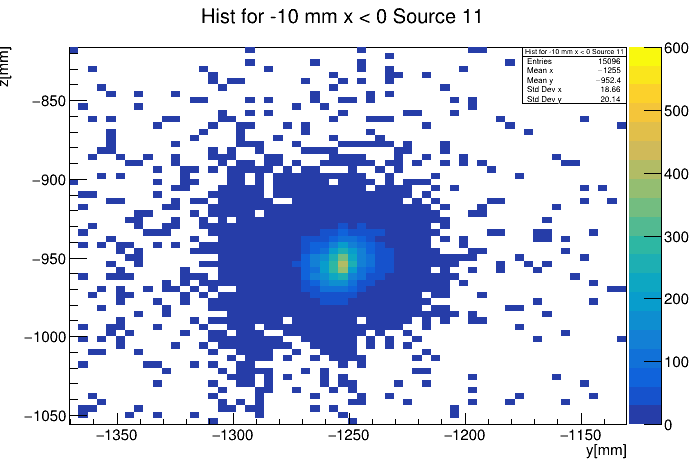 Hist for -10 mm x < 0 Source 11
z[mm]
Hist for -10 mm x < 0 Source 11
Entries 15096
Mean x −1255
Mean y −952.4
Std Dev x 18.66
Std Dev y 20.14
−850
−900
−950
−1000
−1050
−1350
−1300
−1250
−1200
−1150
y[mm]
600
500
400
300
200
100
0